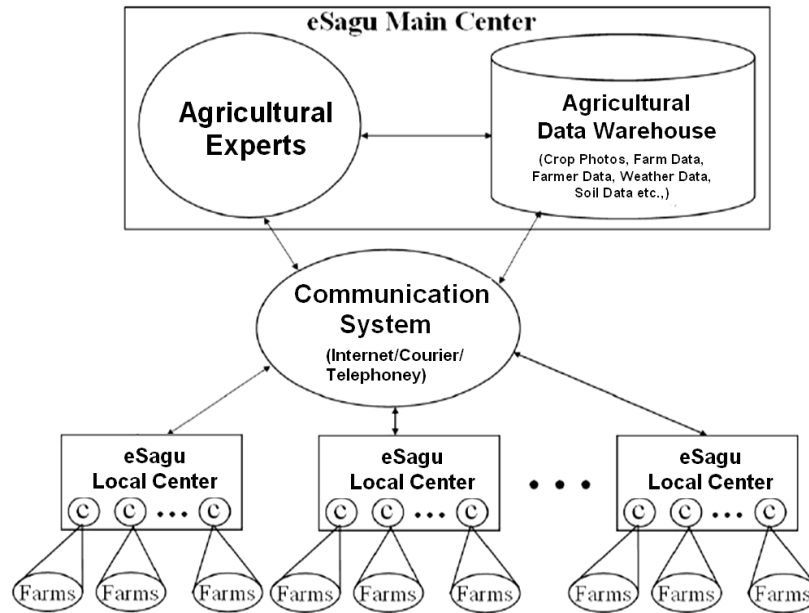 eSagu Main Center
Agricultural
Experts
Agricultural
Data Warehouse
(Crop Photos, Farm Data,
Farmer Data, Weather Data,
Soil Data etc.,)
Communication
System
(Internet/Courier/
Telephoney)
eSagu
Local Center
C C ... C
eSagu
Local Center
C C ... C
• • •
eSagu
Local Center
C C ... C
Farms Farms Farms
Farms Farms Farms
Farms Farms Farms